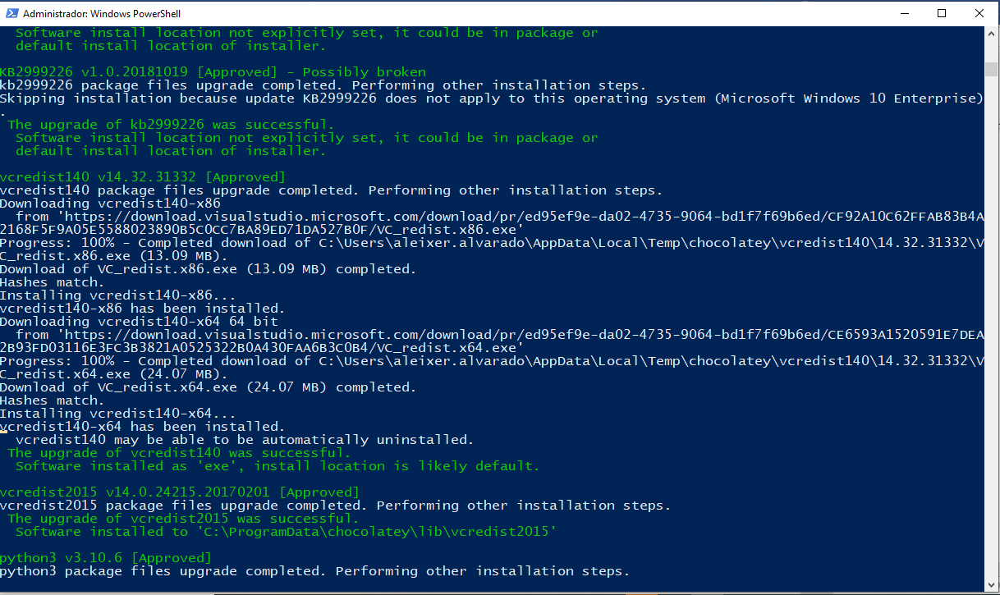 Administrador: Windows PowerShell
Software install location not explicitly set, it could be in package or
default install location of installer.
KB2999226 v1.0.20181019 [Approved] - Possibly broken
kb2999226 package files upgrade completed. Performing other installation steps.
Skipping installation because update KB2999226 does not apply to this operating system (Microsoft Windows 10 Enterprise)
.
The upgrade of kb2999226 was successful.
Software install location not explicitly set, it could be in package or
default install location of installer.
vcredist140 v14.32.31332 [Approved]
vcredist140 package files upgrade completed. Performing other installation steps.
Downloading vcredist140-x86
from 'https://download.visualstudio.microsoft.com/download/pr/ed95ef9e-da02-4735-9064-bd1f7f69b6ed/CF92A10C62FFAB83B4A
2168F5F9A05E5588023890B5C0CC7BA89ED71DA527B0F/VC_redist.x86.exe'
Progress: 100% - Completed download of C:\Users\aleixer.alvarado\AppData\Local\Temp\chocolatey\vcredist140\14.32.31332\V
C_redist.x86.exe (13.09 MB).
Download of VC_redist.x86.exe (13.09 MB) completed.
Hashes match.
Installing vcredist140-x86...
vcredist140-x86 has been installed.
Downloading vcredist140-x64 64 bit
from 'https://download.visualstudio.microsoft.com/download/pr/ed95ef9e-da02-4735-9064-bd1f7f69b6ed/CE6593A1520591E7DEA
2B93FD03116E3FC3B3821A0525322B0A430FAA6B3C0B4/VC_redist.x64.exe'
Progress: 100% - Completed download of C:\Users\aleixer.alvarado\AppData\Local\Temp\chocolatey\vcredist140\14.32.31332\V
C_redist.x64.exe (24.07 MB).
Download of VC_redist.x64.exe (24.07 MB) completed.
Hashes match.
Installing vcredist140-x64...
vcredist140-x64 has been installed.
vcredist140 may be able to be automatically uninstalled.
The upgrade of vcredist140 was successful.
Software installed as 'exe', install location is likely default.
vcredist2015 v14.0.24215.20170201 [Approved]
vcredist2015 package files upgrade completed. Performing other installation steps.
The upgrade of vcredist2015 was successful.
Software installed to 'C:\ProgramData\chocolatey\lib\vcredist2015'
python3 v3.10.6 [Approved]
python3 package files upgrade completed. Performing other installation steps.